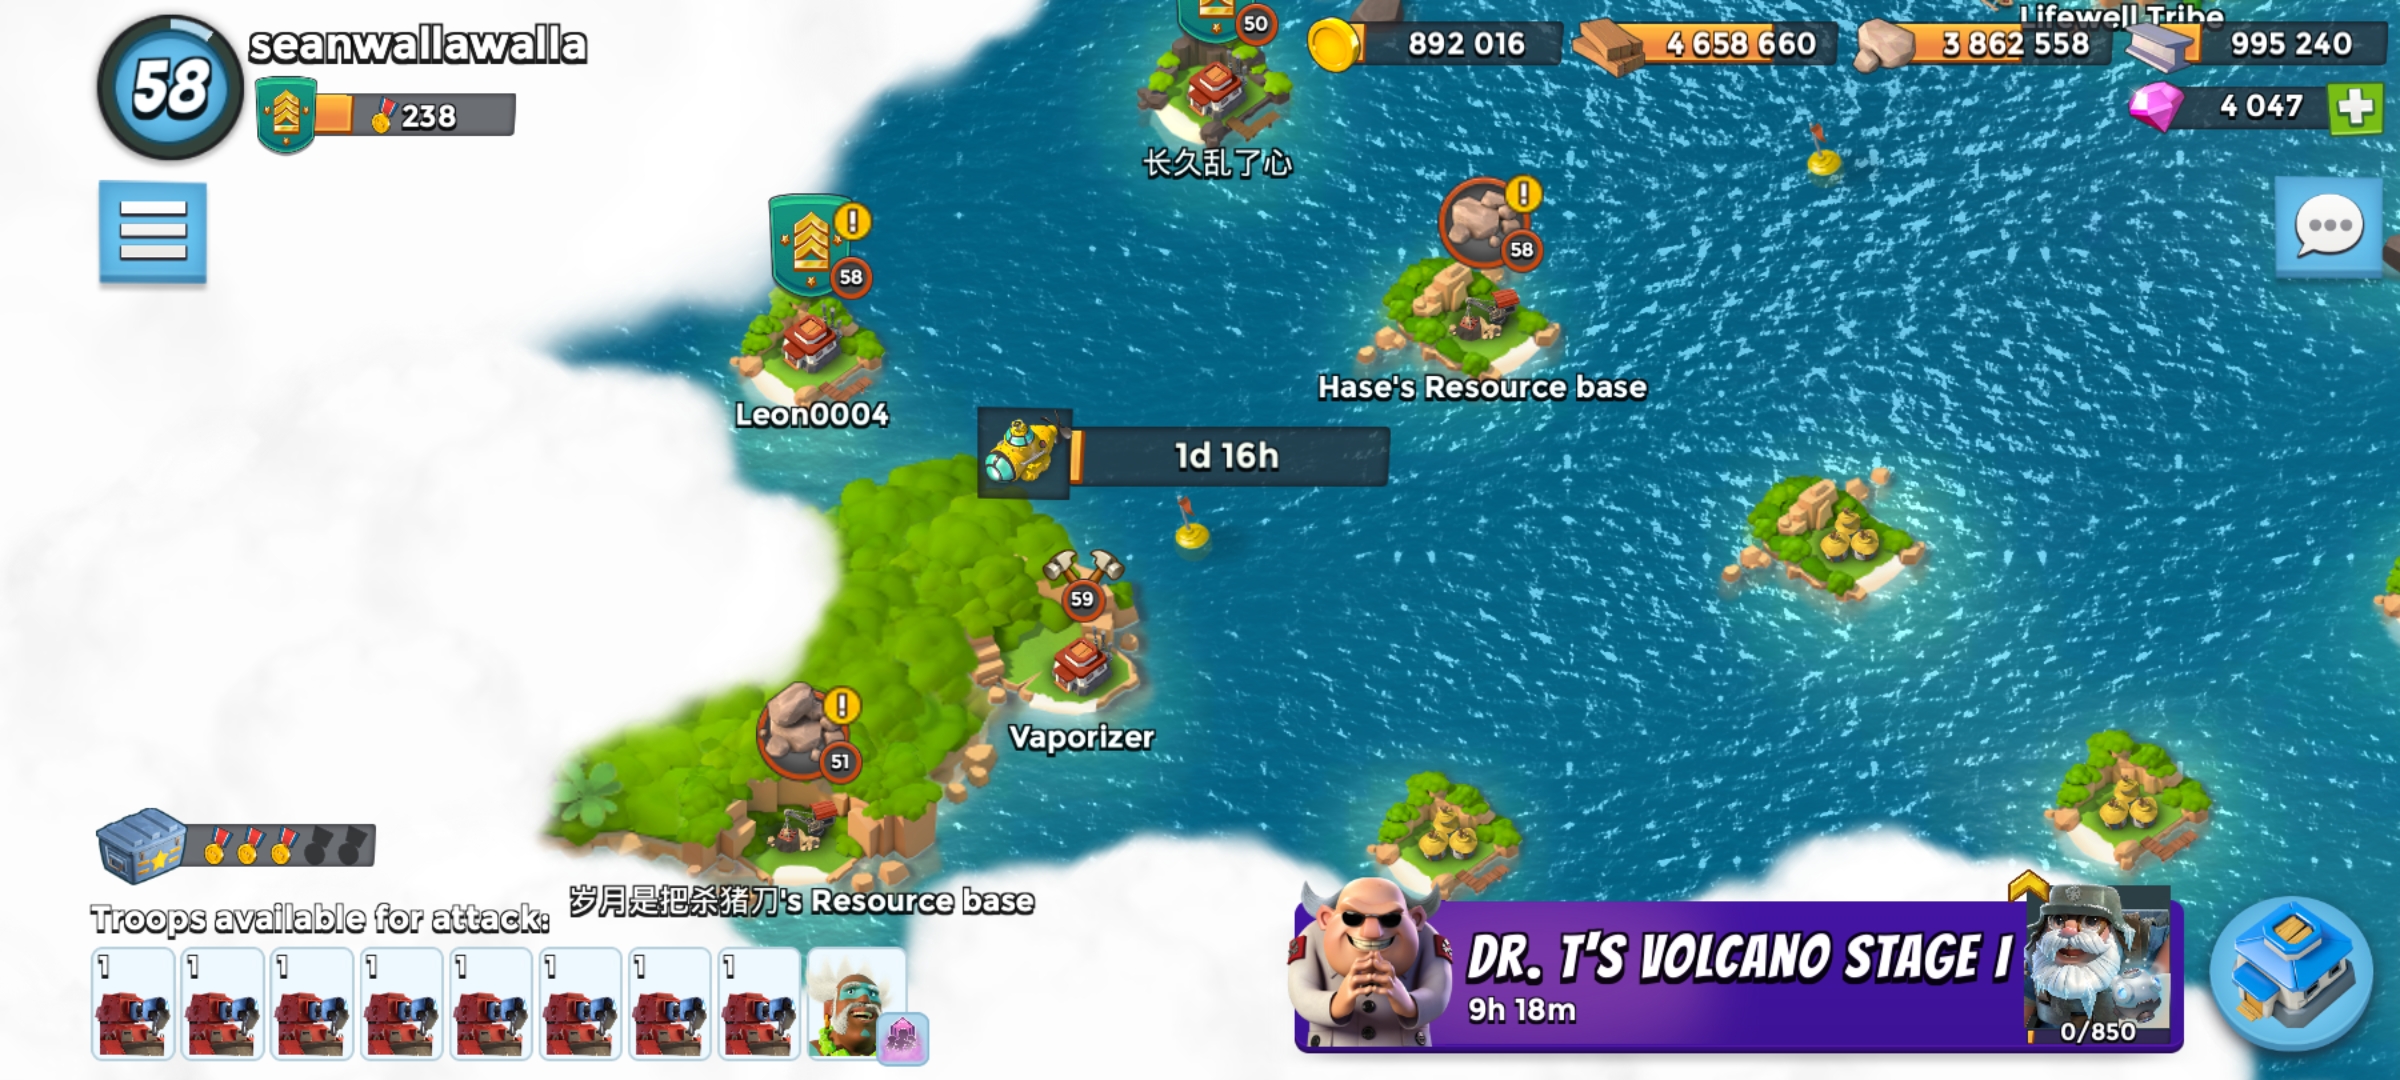 58
seanwallawalla
238
50
892 016
4 658 660
3 862 558
Lifewell Tribe
995 240
4 047
长久乱了心
!
58
Leon0004
!
58
Hase's Resource base
1d 16h
59
Vaporizer
!
51
岁月是把杀猪刀's Resource base
Troops available for attack:
1 1 1 1 1 1 1 1
DR. T'S VOLCANO STAGE I
9h 18m
0/850